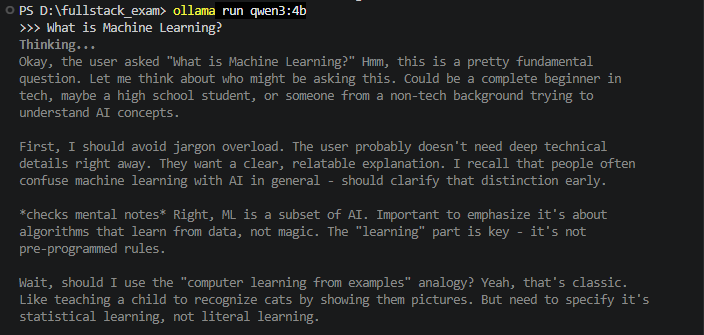 PS D:\fullstack_exam> ollama run qwen3:4b
>>> What is Machine Learning?
Thinking...
Okay, the user asked "What is Machine Learning?" Hmm, this is a pretty fundamental
question. Let me think about who might be asking this. Could be a complete beginner in
tech, maybe a high school student, or someone from a non-tech background trying to
understand AI concepts.

First, I should avoid jargon overload. The user probably doesn't need deep technical
details right away. They want a clear, relatable explanation. I recall that people often
confuse machine learning with AI in general - should clarify that distinction early.

*checks mental notes* Right, ML is a subset of AI. Important to emphasize it's about
algorithms that learn from data, not magic. The "learning" part is key - it's not
pre-programmed rules.

Wait, should I use the "computer learning from examples" analogy? Yeah, that's classic.
Like teaching a child to recognize cats by showing them pictures. But need to specify it's
statistical learning, not literal learning.